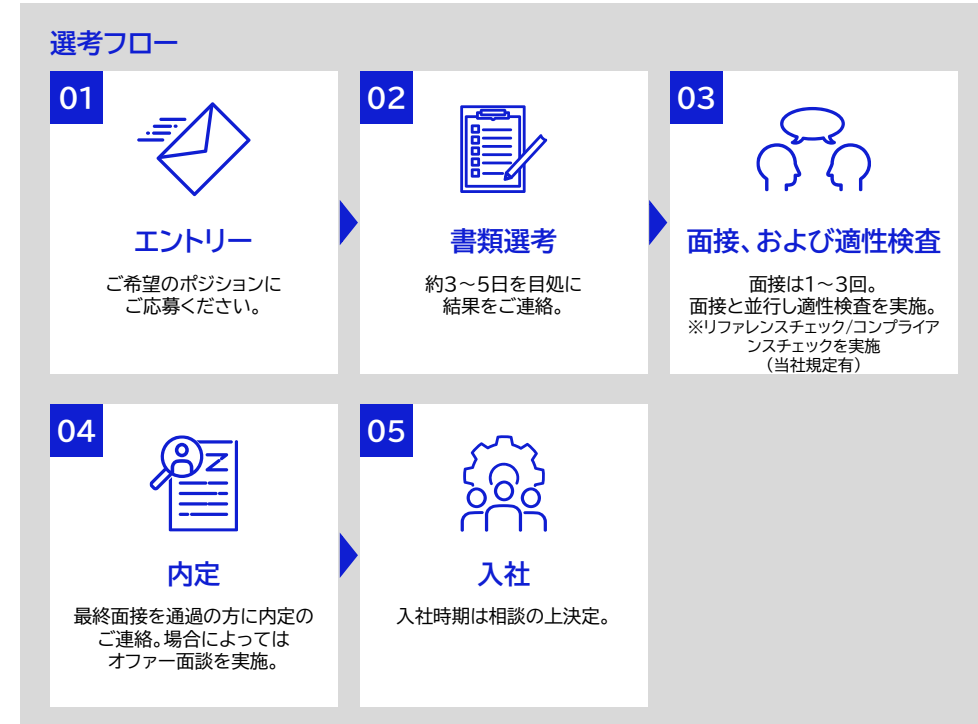 選考フロー
01
エントリー
ご希望のポジションに
ご応募ください。
02
書類選考
約3～5日を目処に
結果をご連絡。
03
面接、および適性検査
面接は1～3回。
面接と並行し適性検査を実施。
※リファレンスチェック/コンプライア
ンスチェックを実施
（当社規定有）
04
内定
最終面接を通過の方に内定の
ご連絡。場合によっては
オファー面談を実施。
05
入社
入社時期は相談の上決定。